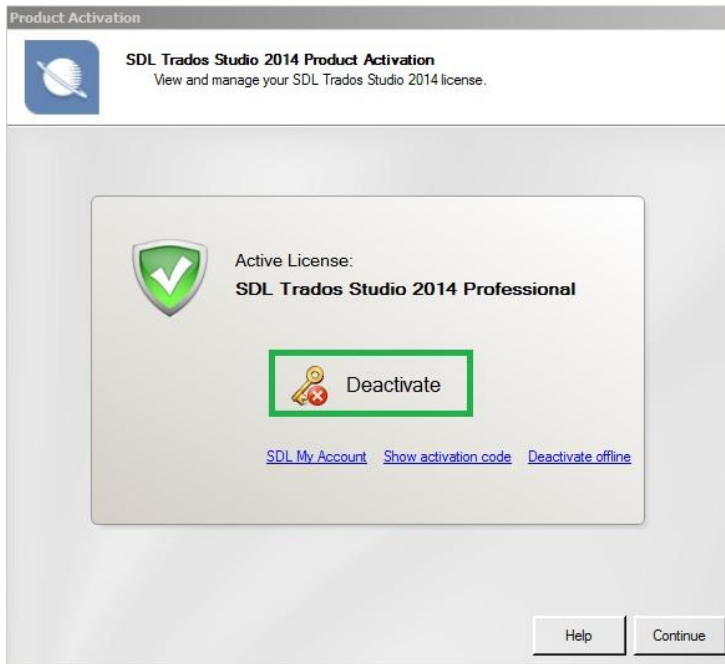 Product Activation
SDL Trados Studio 2014 Product Activation
View and manage your SDL Trados Studio 2014 license.
Active License:
SDL Trados Studio 2014 Professional
Deactivate
SDL My Account Show activation code Deactivate offline
Help Continue